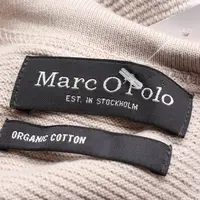 Marc O'Polo
EST. IN STOCKHOLM
ORGANIC COTTON